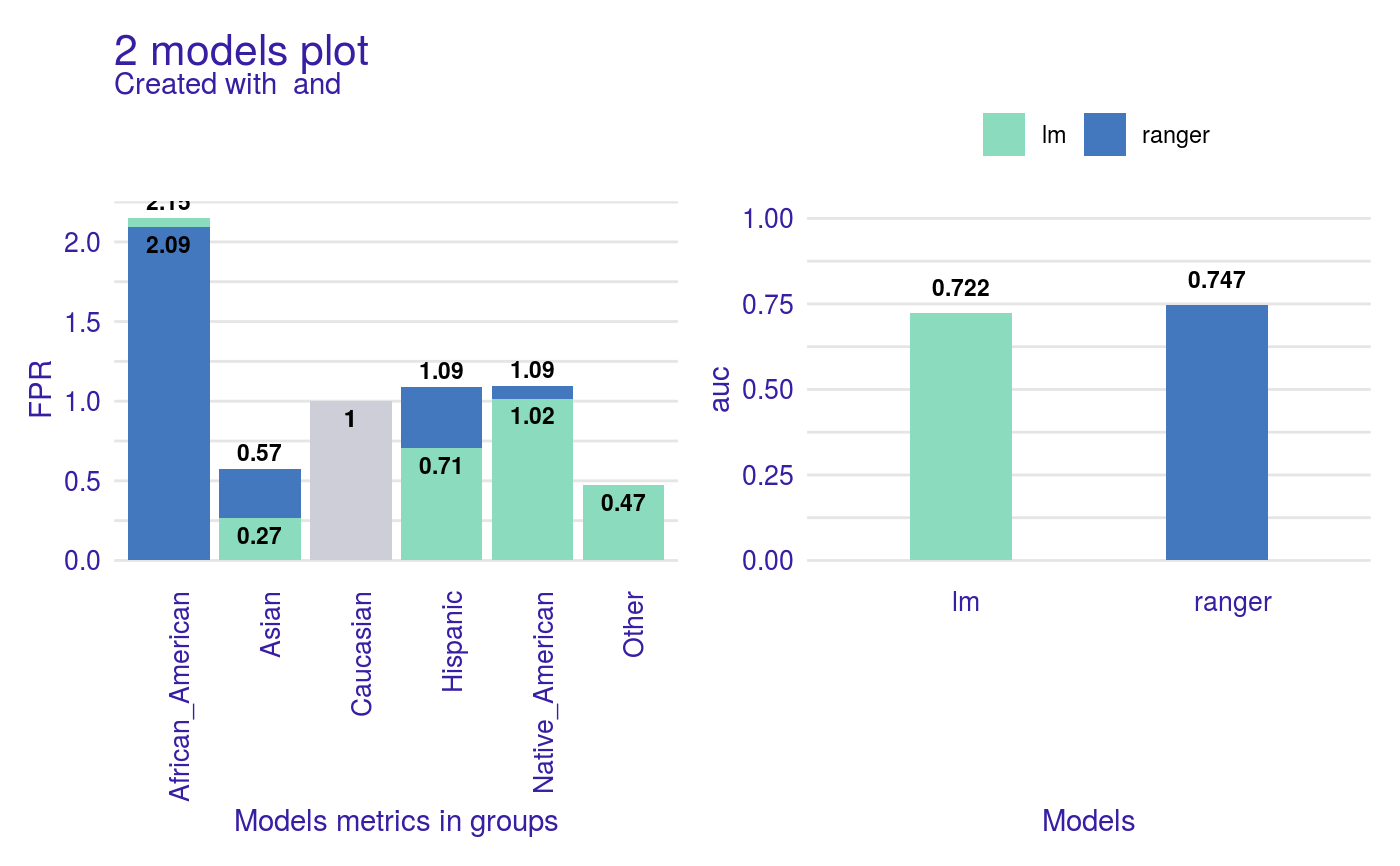 2 models plot
Created with  and
lm
ranger
FPR
2.0
1.5
1.0
0.5
0.0
2.15
2.09
0.57
0.27
1
1.09
0.71
1.09
1.02
0.47
African_American
Asian
Caucasian
Hispanic
Native_American
Other
Models metrics in groups
auc
1.00
0.75
0.50
0.25
0.00
0.722
0.747
lm
ranger
Models